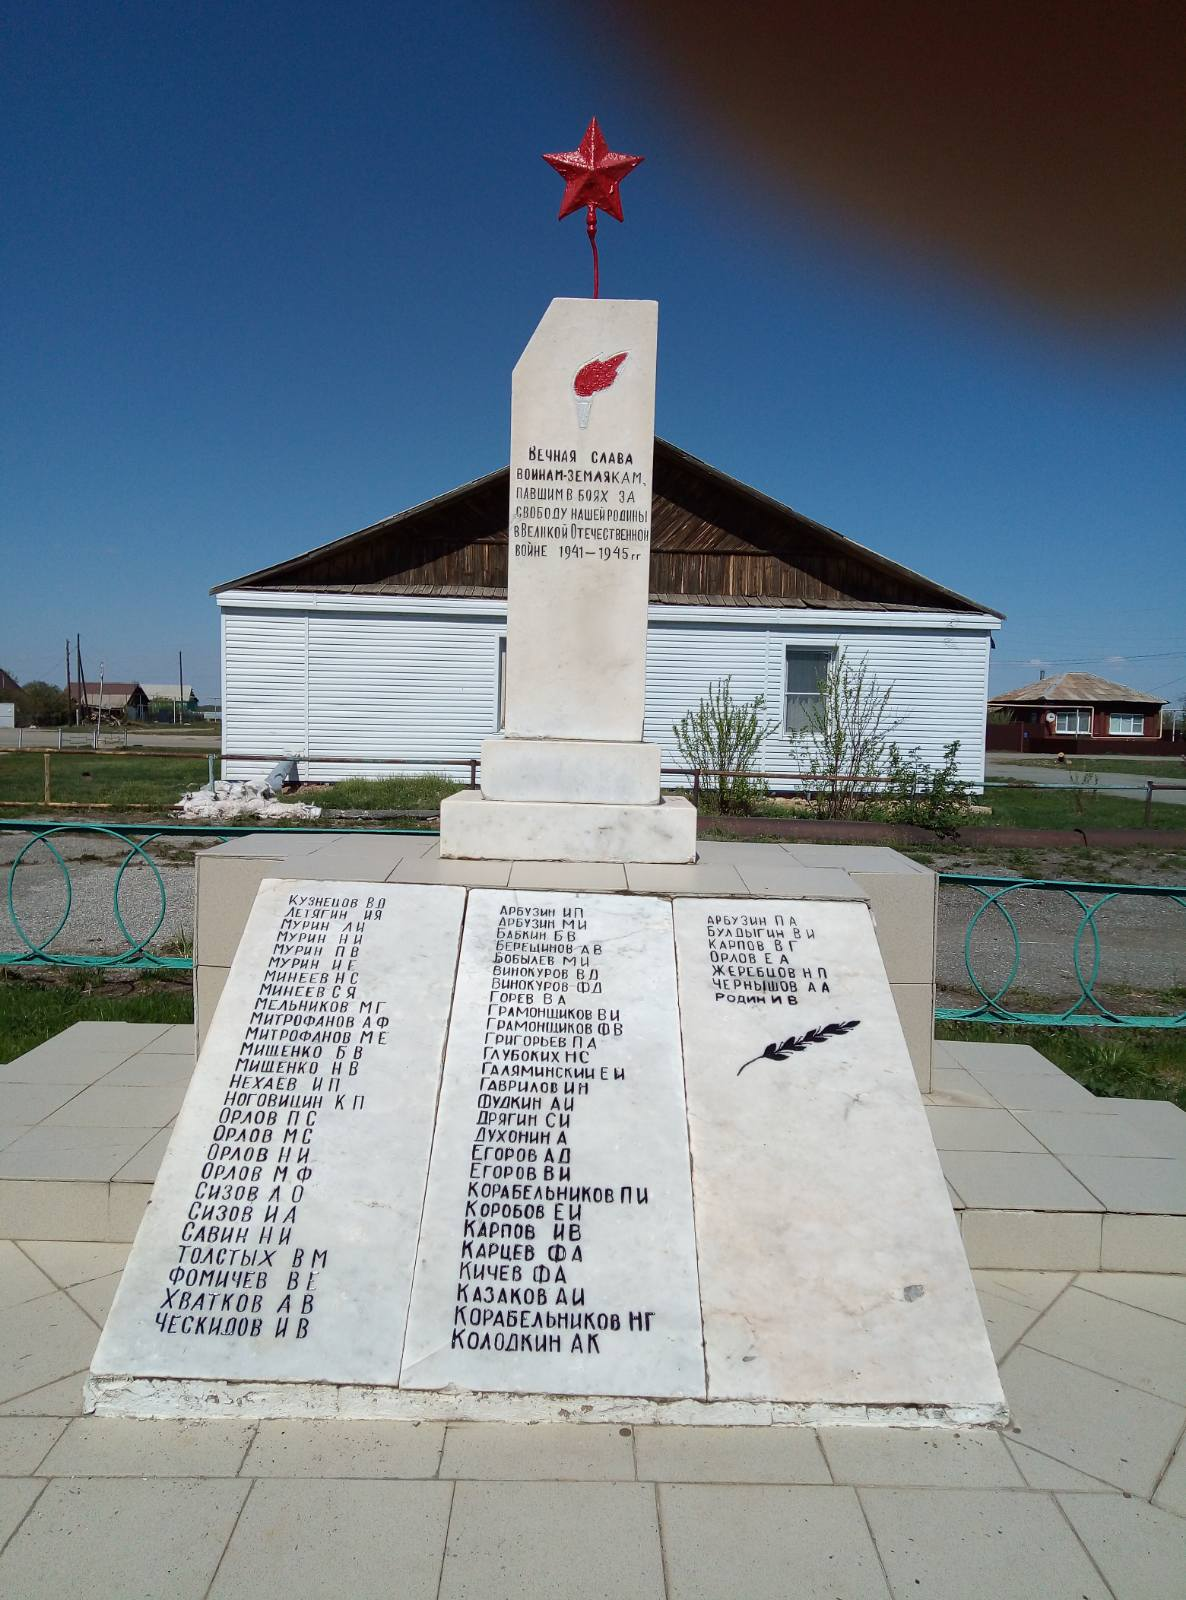 Вечная слава
воинам-землякам,
павшим в боях за
свободу нашей Родины
в Великой Отечественной
войне 1941-1945 гг
Кузнецов В Д
Летягин И Я
Мурин Л И
Мурин Н И
Мурин П В
Мурин И Е
Минеев Н С
Минеев С Я
Мельников М Г
Митрофанов А Ф
Митрофанов М Е
Мищенко Б В
Мищенко Н В
Нехаев И П
Ноговицин К П
Орлов П С
Орлов М С
Орлов Н И
Орлов М Ф
Сизов А О
Сизов И А
Савин Н И
Толстых В М
Фомичев В Е
Хватков А В
Ческидов И В
Арбузин И П
Арбузин М И
Бабкин Б В
Берещинов А В
Бобылев М И
Винокуров В Д
Винокуров Ф Д
Горев В А
Грамонщиков В И
Грамонщиков Ф В
Григорьев П А
Глубоких Н С
Галяминский Е И
Гаврилов И Н
Фудкин А И
Дрягин С И
Духонин А
Егоров А Д
Егоров В И
Корабельников П И
Коробов Е И
Карпов И В
Карцев Ф А
Кичев Ф А
Казаков А И
Корабельников Н Г
Колодкин А К
Арбузин П А
Булдыгин В И
Карпов В Г
Орлов Е А
Жеребцов Н П
Чернышов А А
Родин И В